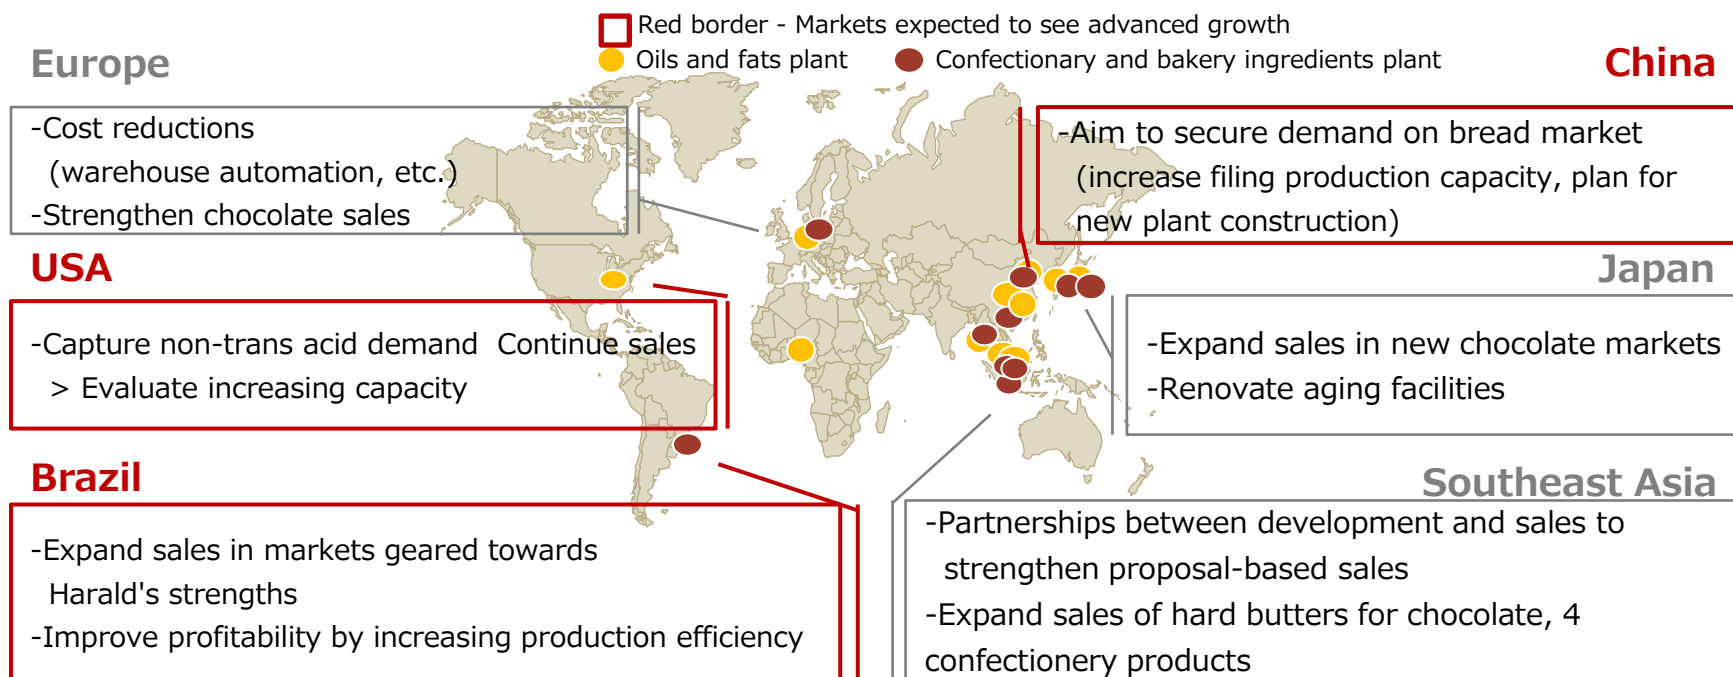 Red border - Markets expected to see advanced growth
Oils and fats plant
Confectionary and bakery ingredients plant
Europe
-Cost reductions
(warehouse automation, etc.)
-Strengthen chocolate sales
China
-Aim to secure demand on bread market
(increase filing production capacity, plan for
new plant construction)
USA
-Capture non-trans acid demand Continue sales
> Evaluate increasing capacity
Japan
-Expand sales in new chocolate markets
-Renovate aging facilities
Brazil
-Expand sales in markets geared towards
Harald's strengths
-Improve profitability by increasing production efficiency
Southeast Asia
-Partnerships between development and sales to
strengthen proposal-based sales
-Expand sales of hard butters for chocolate, 4
confectionery products